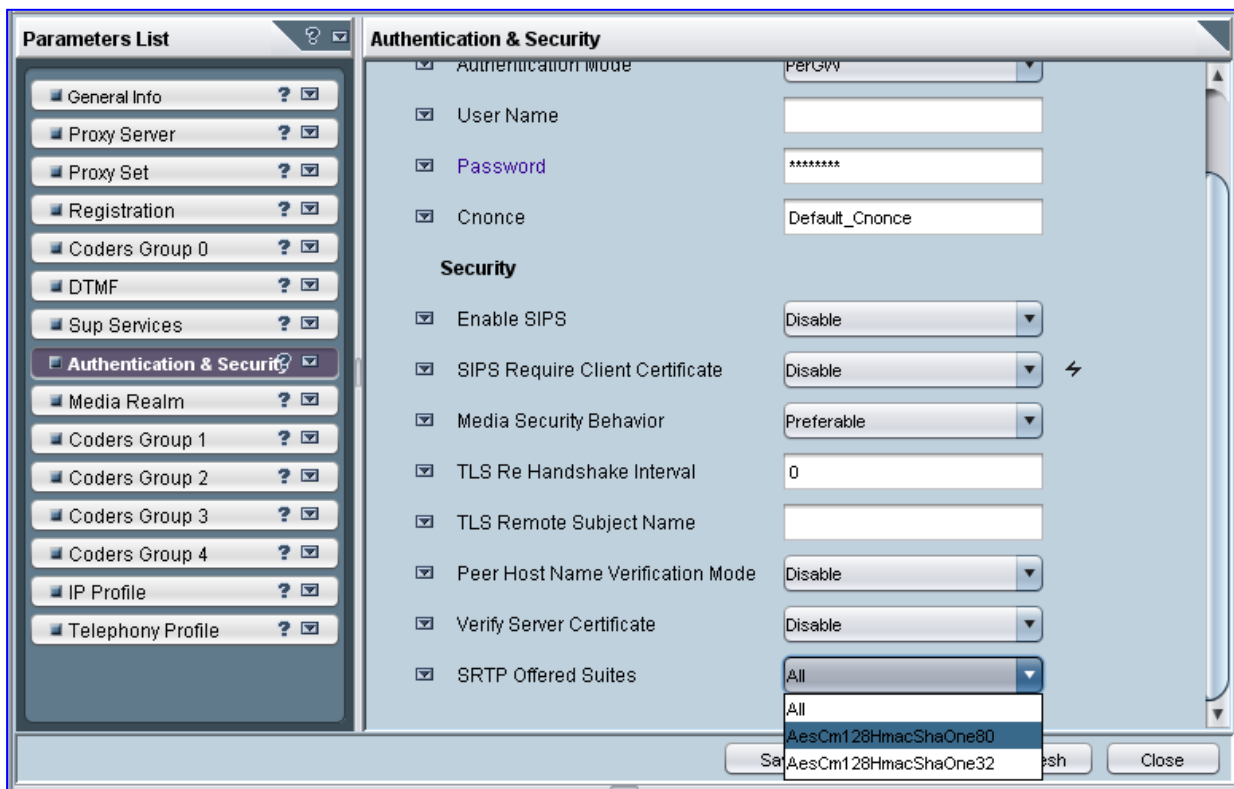 Parameters List
General Info ?
Proxy Server ?
Proxy Set ?
Registration ?
Coders Group 0 ?
DTMF ?
Sup Services ?
Authentication & Security ?
Media Realm ?
Coders Group 1 ?
Coders Group 2 ?
Coders Group 3 ?
Coders Group 4 ?
IP Profile ?
Telephony Profile ?
Authentication & Security
Authentication Mode PerGW
User Name
Password ********
Cnonce Default_Cnonce
Security
Enable SIPS Disable
SIPS Require Client Certificate Disable
Media Security Behavior Preferable
TLS Re Handshake Interval 0
TLS Remote Subject Name
Peer Host Name Verification Mode Disable
Verify Server Certificate Disable
SRTP Offered Suites All
All
AesCm128HmacShaOne80
AesCm128HmacShaOne32
Close